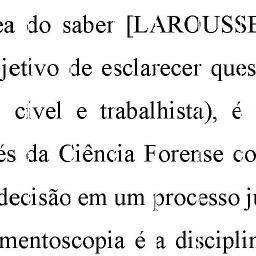 ea do saber [LAROUSSE
jetivo de esclarecer ques
cível e trabalhista), é
és da Ciência Forense co
decisão em um processo ju
mentoscopia é a disciplin